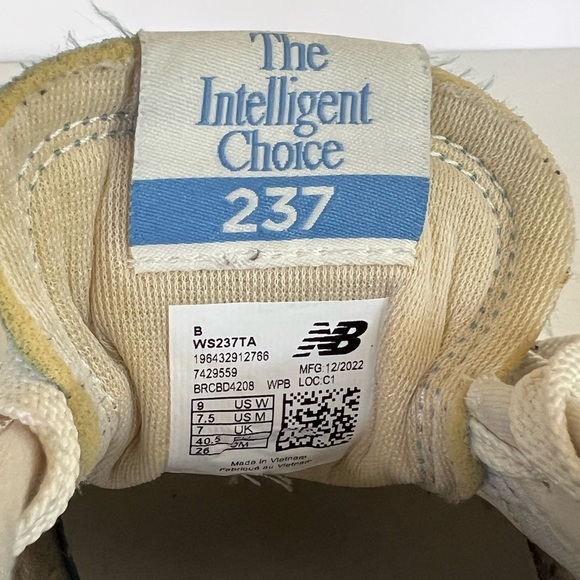 The
Intelligent
Choice
237
B
WS237TA
196432912766
7429559
BRCBD4208 WPB
NB
MFG:12/2022
LOC:C1
9 US W
7.5 US M
7 UK
40.5
26
Made in Vietnam
Fabriqué au Vietnam